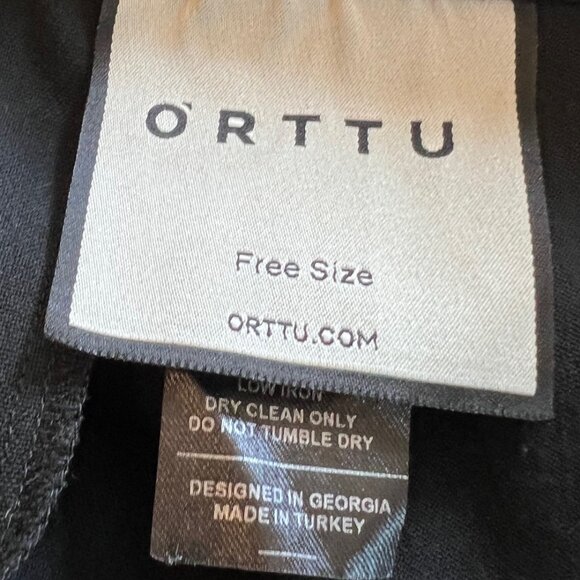 O'RTTU
Free Size
ORTTU.COM
LOW IRON
DRY CLEAN ONLY
DO NOT TUMBLE DRY
DESIGNED IN GEORGIA
MADE IN TURKEY